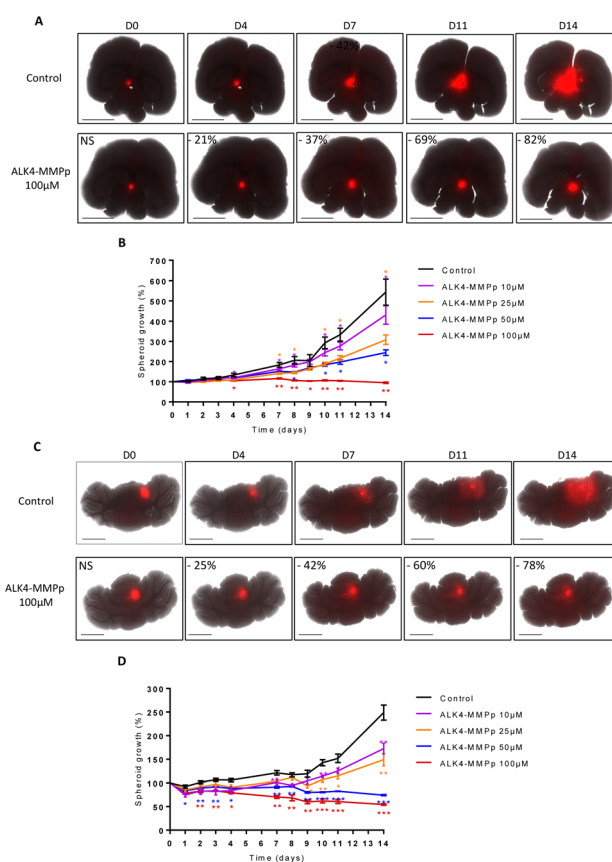 A
D0 D4 D7 D11 D14
Control
- 42%
ALK4-MMPp
100µM
NS - 21% - 37% - 69% - 82%
B
Spheroid growth (%)
700
600
500
400
300
200
100
0
0 1 2 3 4 5 6 7 8 9 10 11 12 13 14
Time (days)
Control
ALK4-MMPp 10µM
ALK4-MMPp 25µM
ALK4-MMPp 50µM
ALK4-MMPp 100µM
C
D0 D4 D7 D11 D14
Control
ALK4-MMPp
100µM
NS - 25% - 42% - 60% - 78%
D
Spheroid growth (%)
300
250
200
150
100
50
0
0 1 2 3 4 5 6 7 8 9 10 11 12 13 14
Time (days)
Control
ALK4-MMPp 10µM
ALK4-MMPp 25µM
ALK4-MMPp 50µM
ALK4-MMPp 100µM